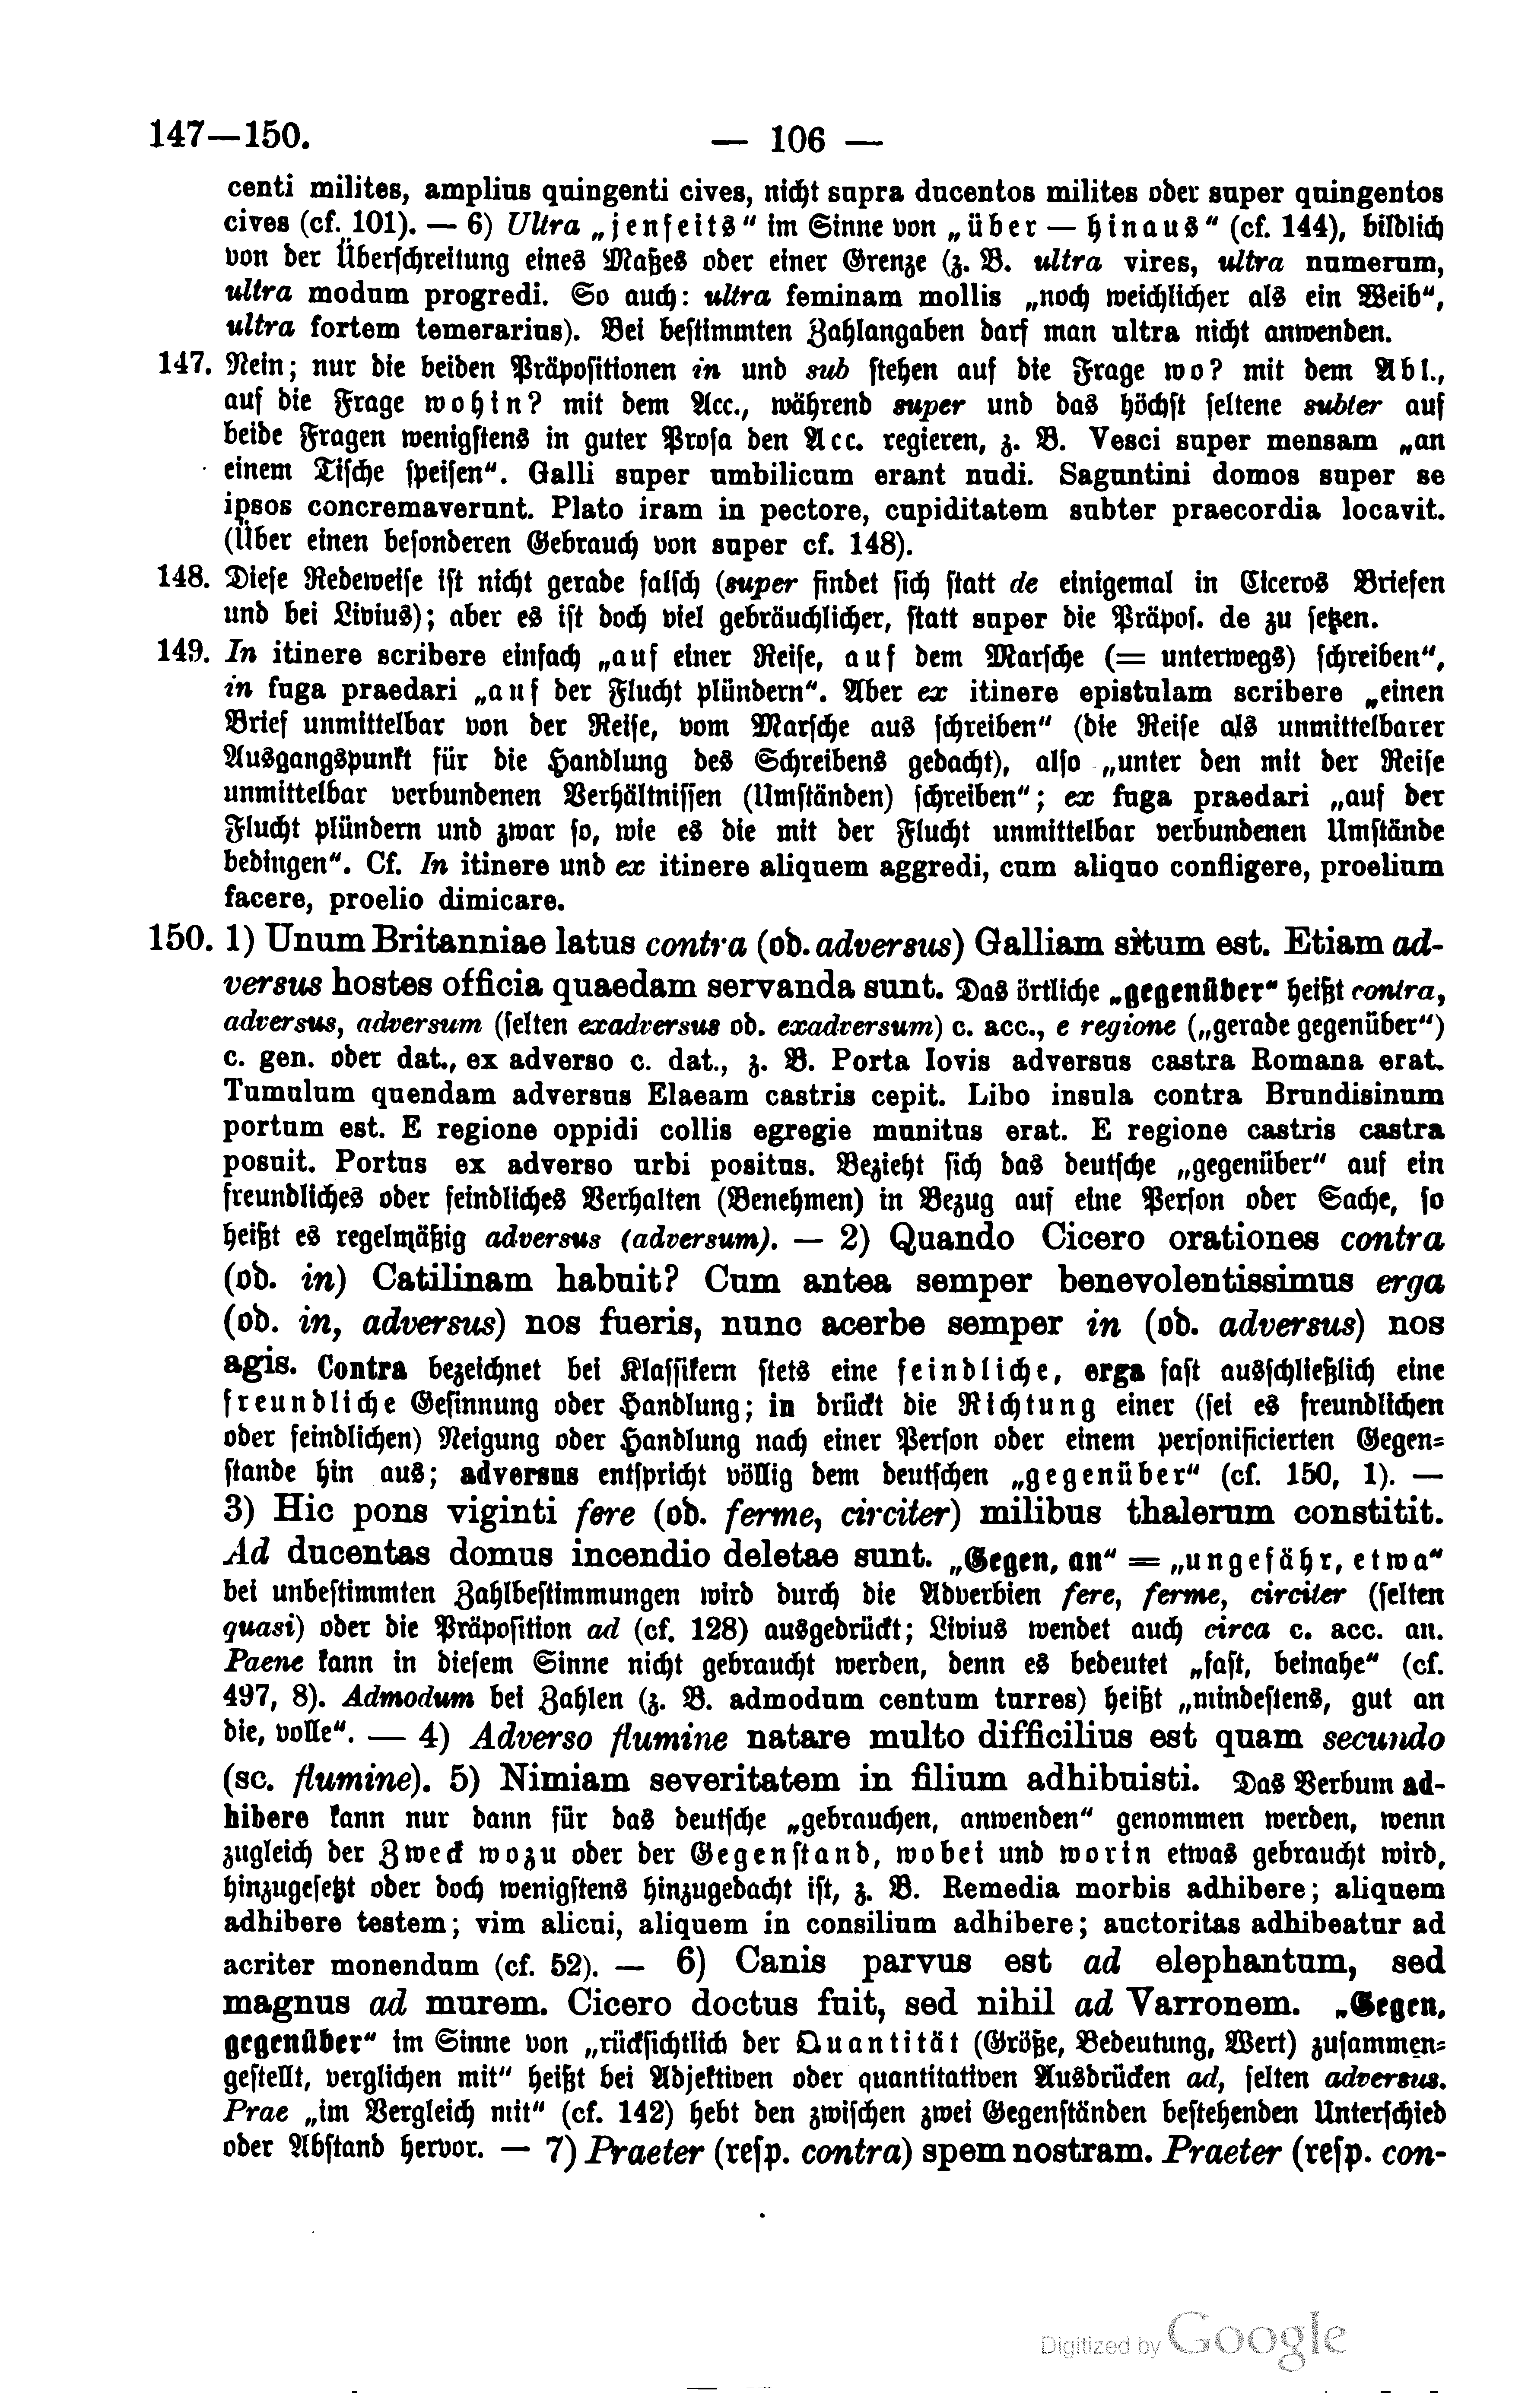 147—150. — 106 —
centi milites, amplius quingenti cives, nicht supra ducentos milites oder super quingentos
cives (cf. 101). — 6) Ultra „jenseits" im Sinne von „über — hinaus" (cf. 144), bildlich
von der Überschreitung eines Maßes oder einer Grenze (z. B. ultra vires, ultra numerum,
ultra modum progredi. So auch: ultra feminam mollis „noch weichlicher als ein Weib",
ultra fortem temerarius). Bei bestimmten Zahlangaben darf man ultra nicht anwenden.
147. Nein; nur die beiden Präpositionen in und sub stehen auf die Frage wo? mit dem Abl.,
auf die Frage wohin? mit dem Acc., während super und das höchst seltene subter auf
beide Fragen wenigstens in guter Prosa den Acc. regieren, z. B. Vesci super mensam „an
einem Tische speisen". Galli super umbilicum erant nudi. Saguntini domos super se
ipsos concremaverunt. Plato iram in pectore, cupiditatem subter praecordia locavit.
(Über einen besonderen Gebrauch von super cf. 148).
148. Diese Redeweise ist nicht gerade falsch (super findet sich statt de einigemal in Ciceros Briefen
und bei Livius); aber es ist doch viel gebräuchlicher, statt super die Präpos. de zu setzen.
149. In itinere scribere einfach „auf einer Reise, auf dem Marsche (= unterwegs) schreiben",
in fuga praedari „auf der Flucht plündern". Aber ex itinere epistulam scribere „einen
Brief unmittelbar von der Reise, vom Marsche aus schreiben" (die Reise als unmittelbarer
Ausgangspunkt für die Handlung des Schreibens gedacht), also „unter den mit der Reise
unmittelbar verbundenen Verhältnissen (Umständen) schreiben"; ex fuga praedari „auf der
Flucht plündern und zwar so, wie es die mit der Flucht unmittelbar verbundenen Umstände
bedingen". Cf. In itinere und ex itinere aliquem aggredi, cum aliquo confligere, proelium
facere, proelio dimicare.
150. 1) Unum Britanniae latus contra (od. adversus) Galliam situm est. Etiam ad-
versus hostes officia quaedam servanda sunt. Das örtliche „gegenüber" heißt contra,
adversus, adversum (selten exadversus od. exadversum) c. acc., e regione („gerade gegenüber")
c. gen. oder dat., ex adverso c. dat., z. B. Porta Iovis adversus castra Romana erat.
Tumulum quendam adversus Elaeam castris cepit. Libo insula contra Brundisinum
portum est. E regione oppidi collis egregie munitus erat. E regione castris castra
posuit. Portus ex adverso urbi positus. Bezieht sich das deutsche „gegenüber" auf ein
freundliches oder feindliches Verhalten (Benehmen) in Bezug auf eine Person oder Sache, so
heißt es regelmäßig adversus (adversum). — 2) Quando Cicero orationes contra
(od. in) Catilinam habuit? Cum antea semper benevolentissimus erga
(od. in, adversus) nos fueris, nunc acerbe semper in (od. adversus) nos
agis. Contra bezeichnet bei Klassikern stets eine feindliche, erga fast ausschließlich eine
freundliche Gesinnung oder Handlung; in drückt die Richtung einer (sei es freundlichen
oder feindlichen) Neigung oder Handlung nach einer Person oder einem personificierten Gegen-
stande hin aus; adversus entspricht völlig dem deutschen „gegenüber" (cf. 150, 1). —
3) Hic pons viginti fere (od. ferme, circiter) milibus thalerum constitit.
Ad ducentas domus incendio deletae sunt. „Gegen, an" = „ungefähr, etwa"
bei unbestimmten Zahlbestimmungen wird durch die Adverbien fere, ferme, circiter (selten
quasi) oder die Präposition ad (cf. 128) ausgedrückt; Livius wendet auch circa c. acc. an.
Paene kann in diesem Sinne nicht gebraucht werden, denn es bedeutet „fast, beinahe" (cf.
497, 8). Admodum bei Zahlen (z. B. admodum centum turres) heißt „mindestens, gut an
die, volle". — 4) Adverso flumine natare multo difficilius est quam secundo
(sc. flumine). 5) Nimiam severitatem in filium adhibuisti. Das Verbum ad-
hibere kann nur dann für das deutsche „gebrauchen, anwenden" genommen werden, wenn
zugleich der Zweck wozu oder der Gegenstand, wobei und worin etwas gebraucht wird,
hinzugesetzt oder doch wenigstens hinzugedacht ist, z. B. Remedia morbis adhibere; aliquem
adhibere testem; vim alicui, aliquem in consilium adhibere; auctoritas adhibeatur ad
acriter monendum (cf. 52). — 6) Canis parvus est ad elephantum, sed
magnus ad murem. Cicero doctus fuit, sed nihil ad Varronem. „Gegen,
gegenüber" im Sinne von „rücksichtlich der Quantität (Größe, Bedeutung, Wert) zusammen-
gestellt, verglichen mit" heißt bei Adjektiven oder quantitativen Ausdrücken ad, selten adversus.
Prae „im Vergleich mit" (cf. 142) hebt den zwischen zwei Gegenständen bestehenden Unterschied
oder Abstand hervor. — 7) Praeter (resp. contra) spem nostram. Praeter (resp. con-
Digitized by Google